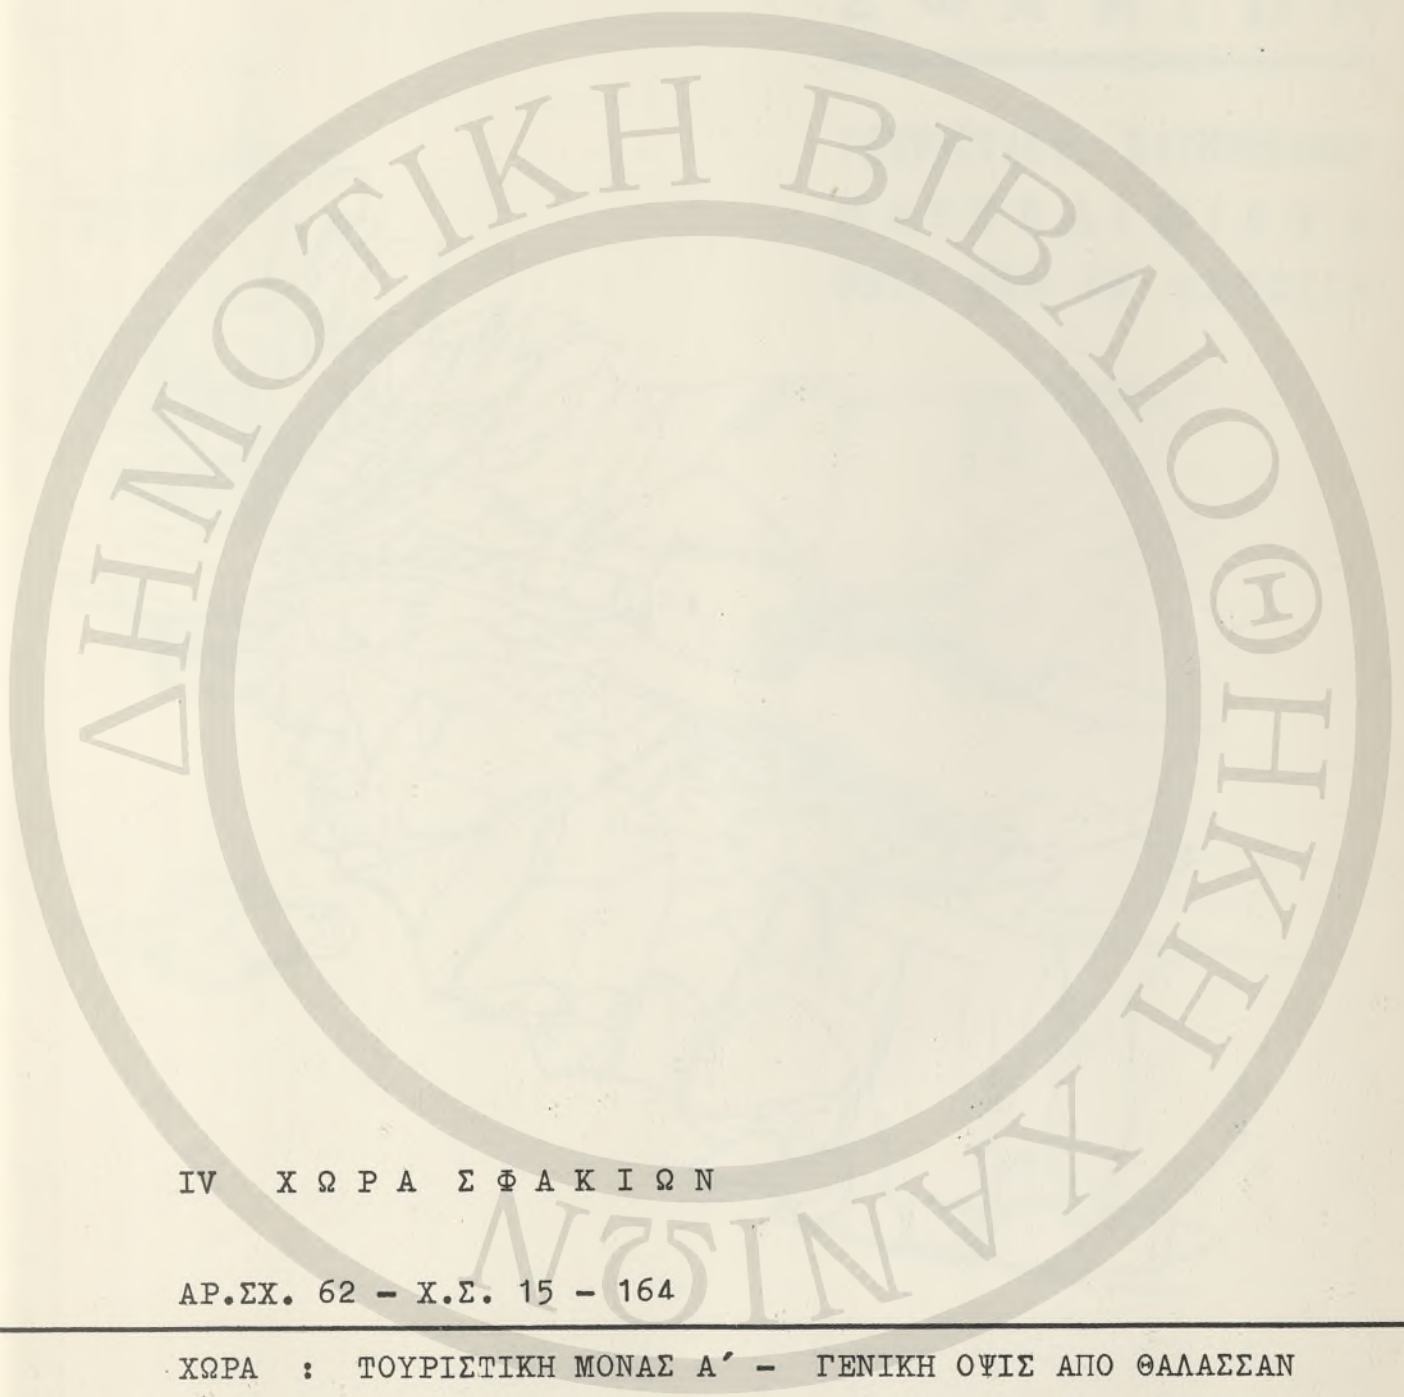 ΔΗΜΟΤΙΚΗ ΒΙΒΛΙΟΘΗΚΗ ΧΑΝΙΩΝ
IV Χ Ω Ρ Α Σ Φ Α Κ Ι Ω Ν
ΑΡ.ΣΧ. 62 – Χ.Σ. 15 – 164
ΧΩΡΑ : ΤΟΥΡΙΣΤΙΚΗ ΜΟΝΑΣ Α΄ – ΓΕΝΙΚΗ ΟΨΙΣ ΑΠΟ ΘΑΛΑΣΣΑΝ